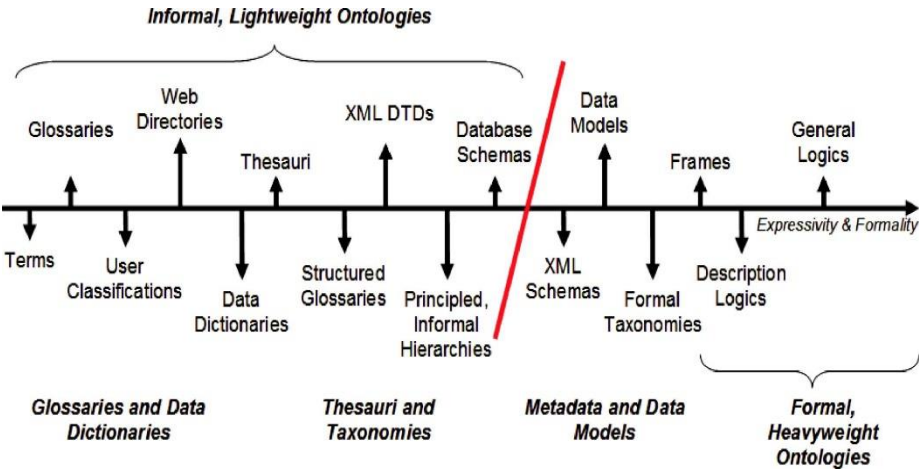 Informal, Lightweight Ontologies
Glossaries
Web
Directories
Thesauri
XML DTDs
Database
Schemas
Data
Models
Frames
General
Logics
Expressivity & Formality
Terms
User
Classifications
Data
Dictionaries
Structured
Glossaries
Principled,
Informal
Hierarchies
XML
Schemas
Formal
Taxonomies
Description
Logics
Glossaries and Data
Dictionaries
Thesauri and
Taxonomies
Metadata and Data
Models
Formal,
Heavyweight
Ontologies